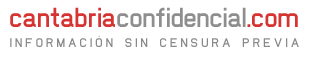 cantabriaconfidencial.com
INFORMACIÓN SIN CENSURA PREVIA